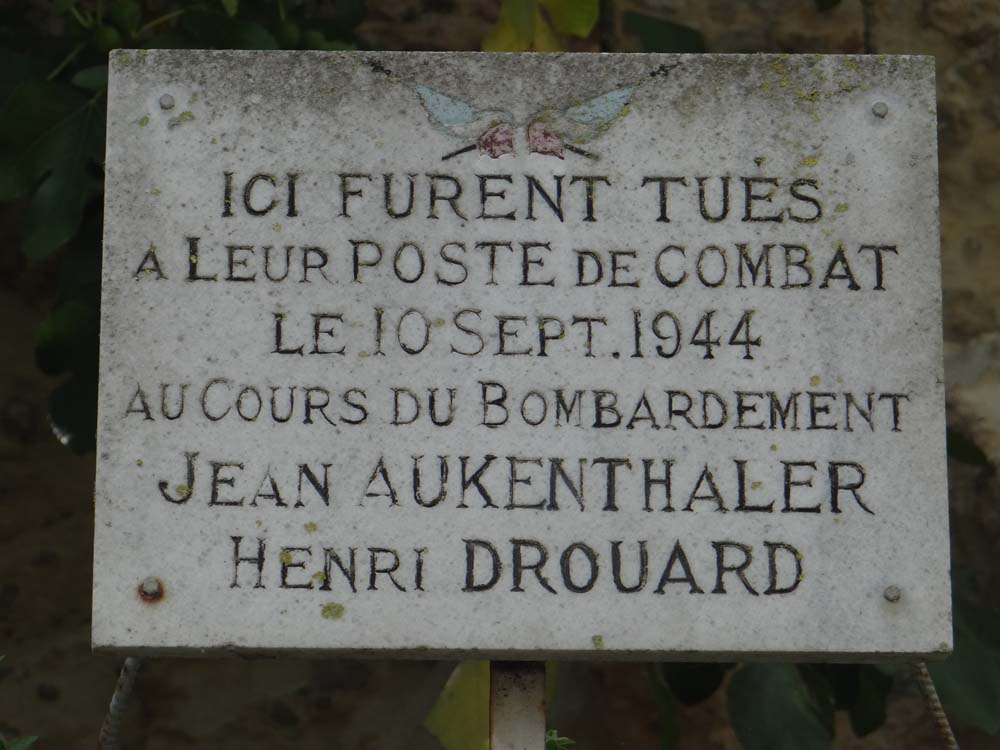 ICI FURENT TUÉS
A LEUR POSTE DE COMBAT
LE 10 SEPT. 1944
AU COURS DU BOMBARDEMENT
JEAN AUKENTHALER
HENRI DROUARD